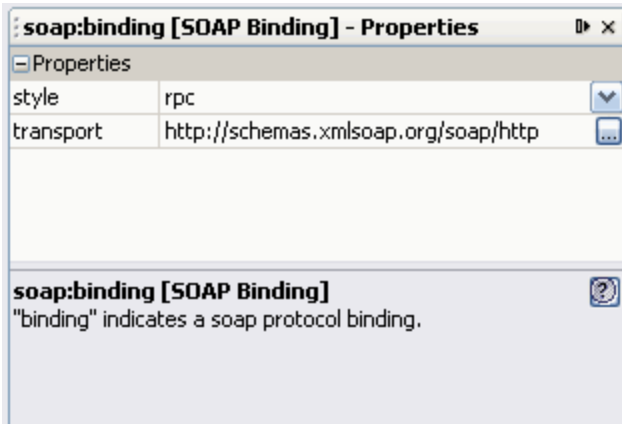 soap:binding [SOAP Binding] - Properties
Properties
style rpc
transport http://schemas.xmlsoap.org/soap/http
...
soap:binding [SOAP Binding]
"binding" indicates a soap protocol binding.